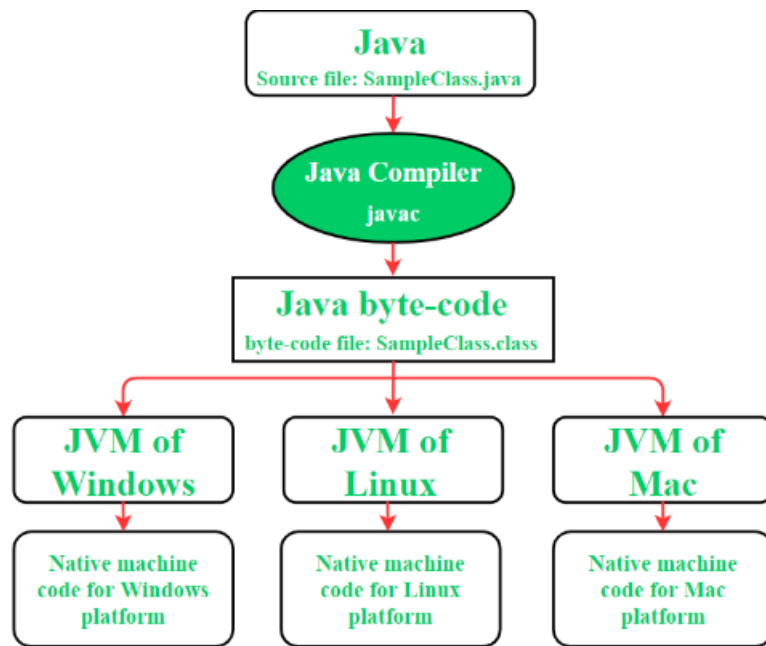 Java
Source file: SampleClass.java
Java Compiler
javac
Java byte-code
byte-code file: SampleClass.class
JVM of
Windows
JVM of
Linux
JVM of
Mac
Native machine
code for Windows
platform
Native machine
code for Linux
platform
Native machine
code for Mac
platform